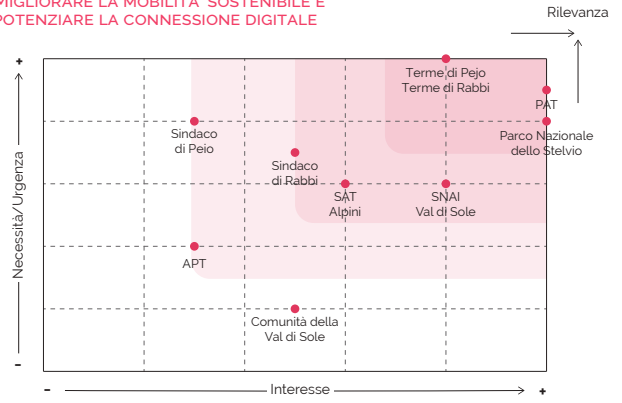 MIGLIORARE LA MOBILITÀ SOSTENIBILE E
POTENZIARE LA CONNESSIONE DIGITALE
Rilevanza
+
Necessità/Urgenza
-
Terme di Pejo
Terme di Rabbi
PAT
Parco Nazionale
dello Stelvio
Sindaco
di Peio
Sindaco
di Rabbi
SAT
Alpini
SNAI
Val di Sole
APT
Comunità della
Val di Sole
-
Interesse
+